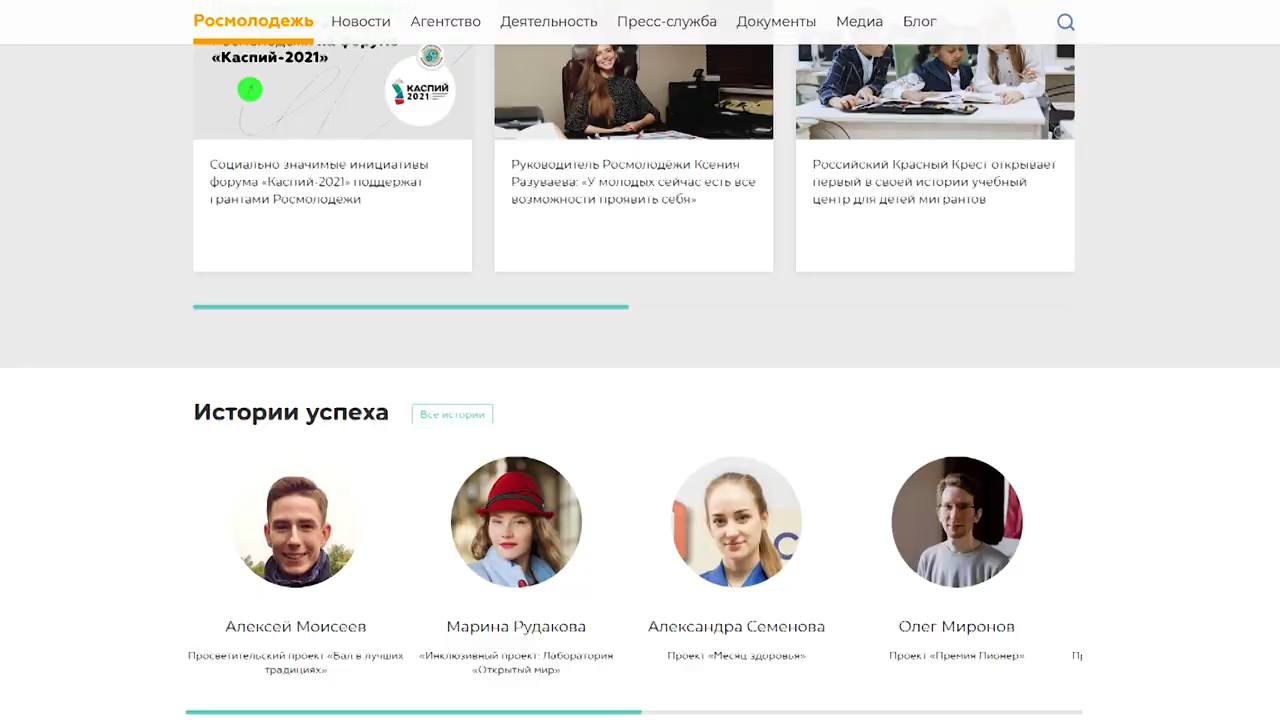 Росмолодежь Новости Агентство Деятельность Пресс-служба Документы Медиа Блог
«Каспий-2021»
КАСПИЙ
2021
Социально значимые инициативы
форума «Каспий-2021» поддержат
грантами Росмолодежи
Руководитель Росмолодёжи Ксения
Разуваева: «У молодых сейчас есть все
возможности проявить себя»
Российский Красный Крест открывает
первый в своей истории учебный
центр для детей мигрантов
Истории успеха
Все истории
Алексей Моисеев
Просветительский проект «Бал в лучших
традициях»
Марина Рудакова
«Инклюзивный проект: Лаборатория
«Открытый мир»
Александра Семенова
Проект «Месяц здоровья»
Олег Миронов
Проект «Премия Пионер»